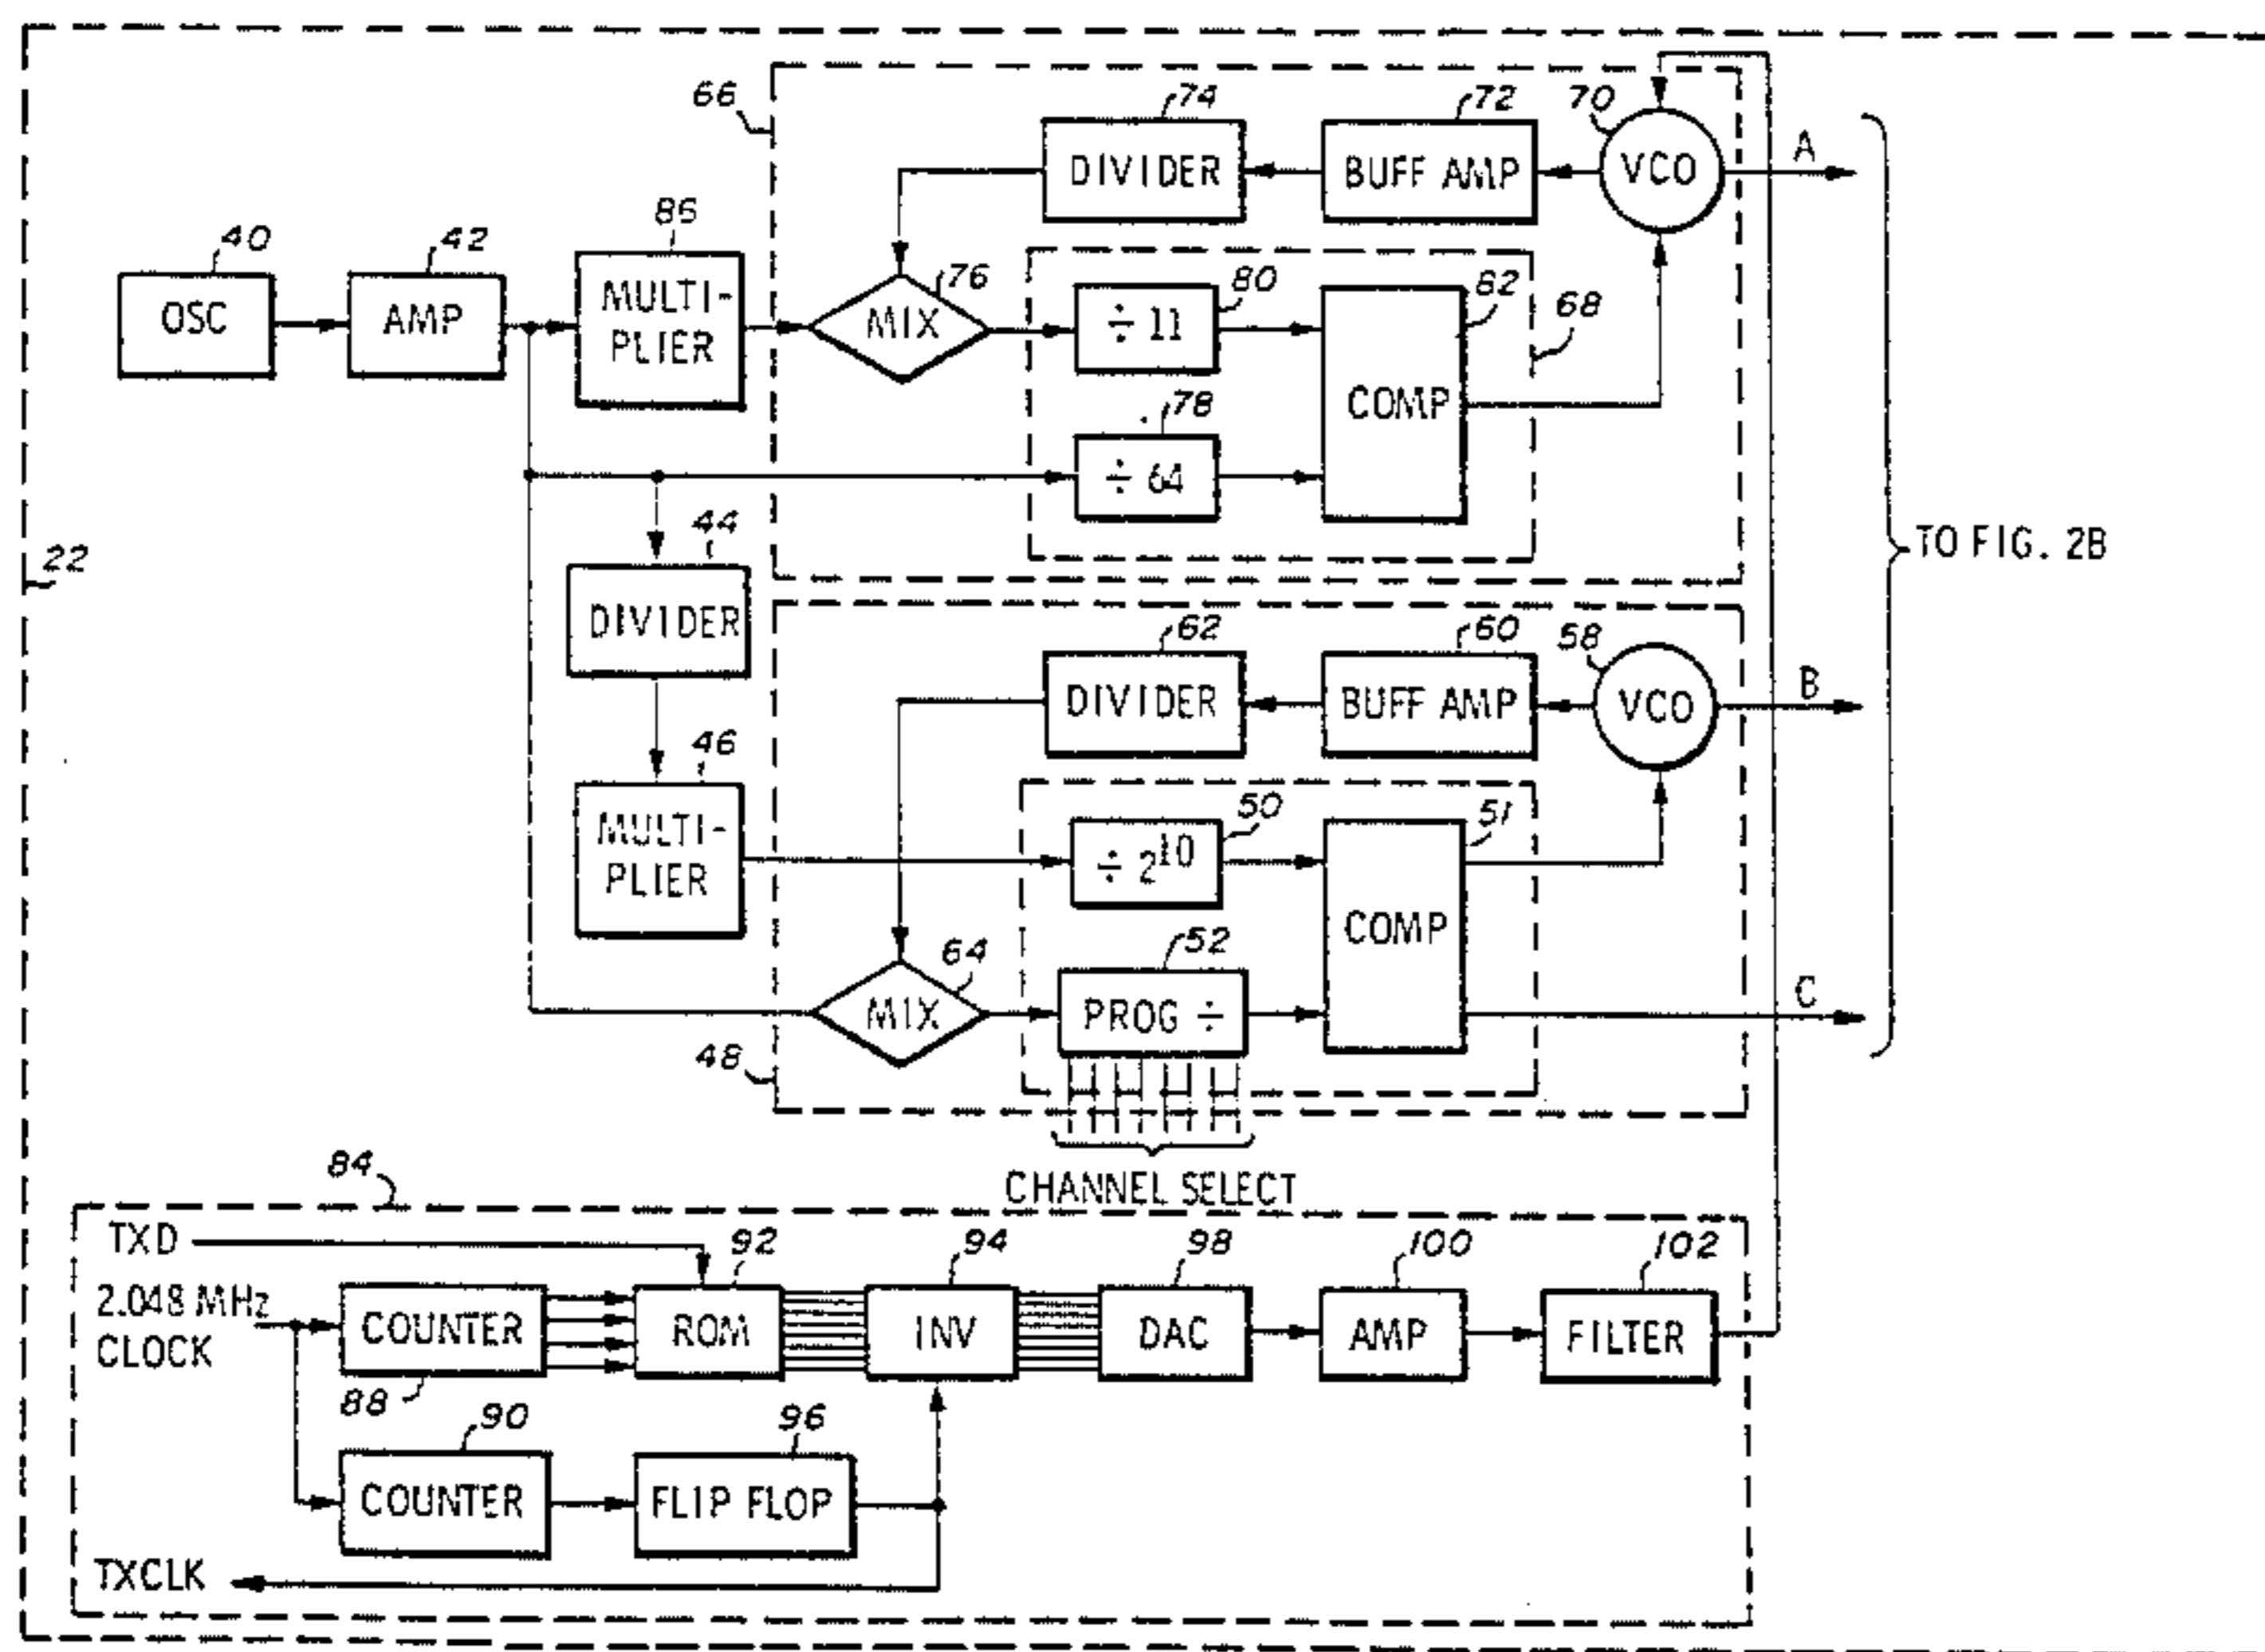 66
74
72
70
DIVIDER
BUFF AMP
VCO
A
40
42
86
OSC
AMP
MULTI-
PLIER
76
MIX
80
÷ 11
82
68
COMP
78
÷ 64
22
44
DIVIDER
TO FIG. 2B
62
60
58
DIVIDER
BUFF AMP
VCO
B
46
MULTI-
PLIER
50
÷ 2^10
51
COMP
64
MIX
52
PROG ÷
C
48
CHANNEL SELECT
84
TXD
92
94
98
100
102
2.048 MHz
CLOCK
COUNTER
ROM
INV
DAC
AMP
FILTER
88
90
96
COUNTER
FLIP FLOP
TXCLK